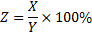 Z = X/Y × 100%